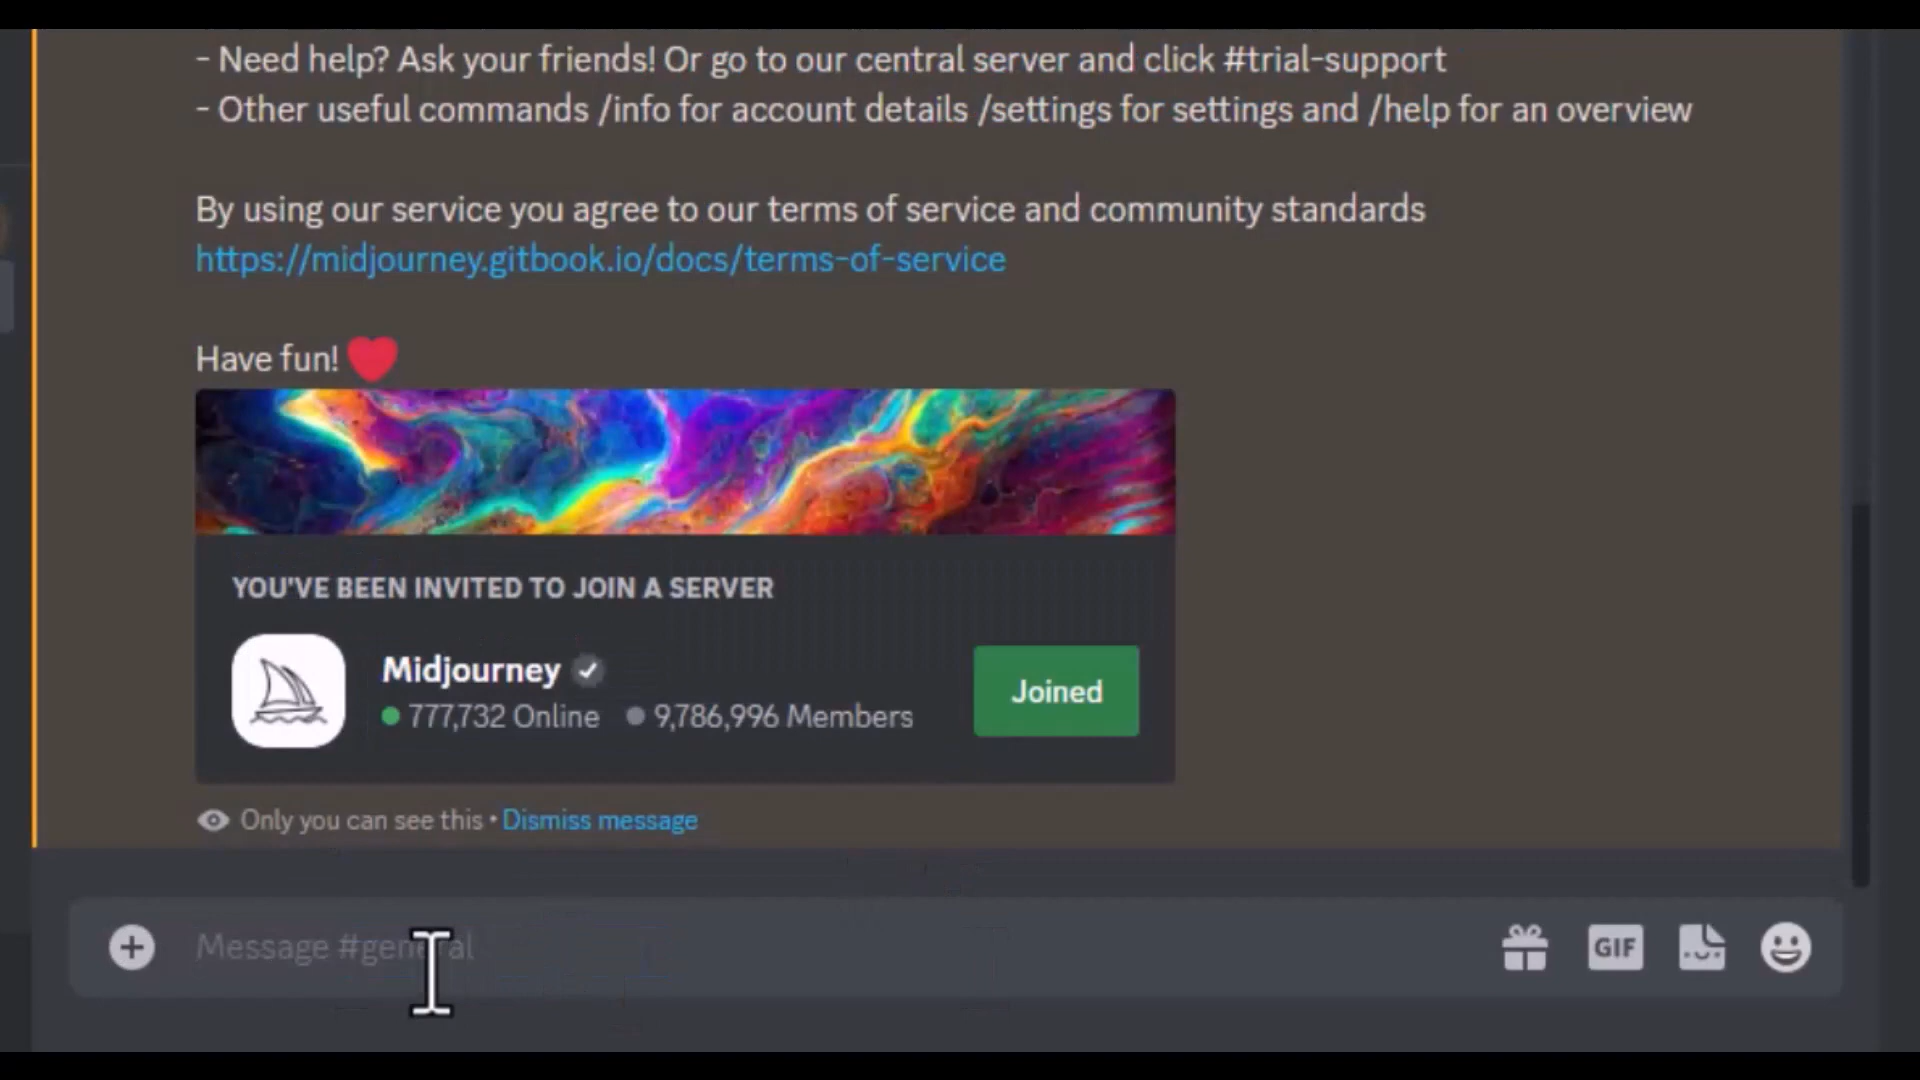 - Need help? Ask your friends! Or go to our central server and click #trial-support
- Other useful commands /info for account details /settings for settings and /help for an overview
By using our service you agree to our terms of service and community standards
https://midjourney.gitbook.io/docs/terms-of-service
Have fun!
YOU'VE BEEN INVITED TO JOIN A SERVER
Midjourney
777,732 Online 9,786,996 Members
Joined
Only you can see this • Dismiss message
Message #general
GIF